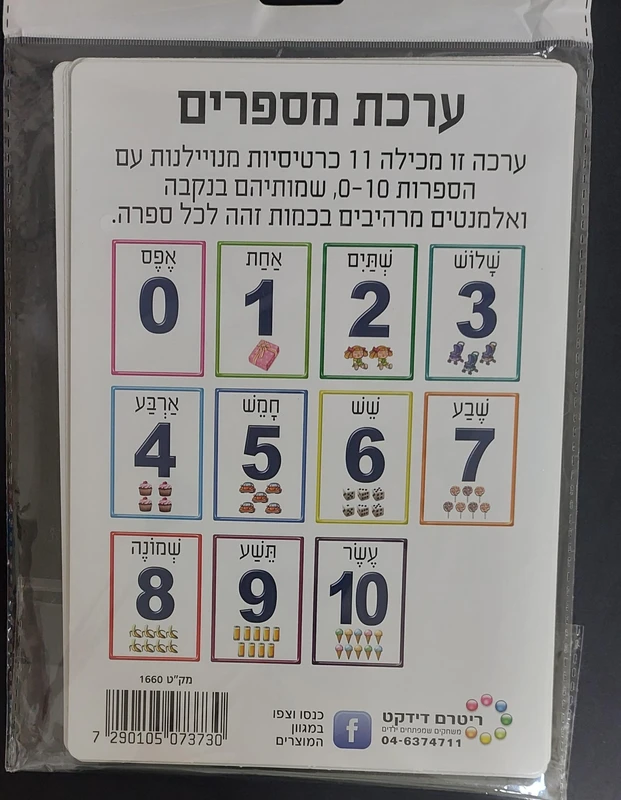 ערכת מספרים
ערכה זו מכילה 11 כרטיסיות מנויילנות עם
הספרות 0-10, שמותיהם בנקבה
ואלמנטים מרהיבים בכמות זהה לכל ספרה.
אֶפֶס
0
אַחַת
1
שְׁתַּיִם
2
שָׁלוֹשׁ
3
אַרְבַּע
4
חָמֵשׁ
5
שֵׁשׁ
6
שֶׁבַע
7
שְׁמוֹנֶה
8
תֵּשַׁע
9
עֶשֶׂר
10
מק"ט 1660
7 290105 073730
כנסו וצפו
במגוון
המוצרים
f
ריטרם דידקט
משחקים שמפתחים ילדים
04-6374711